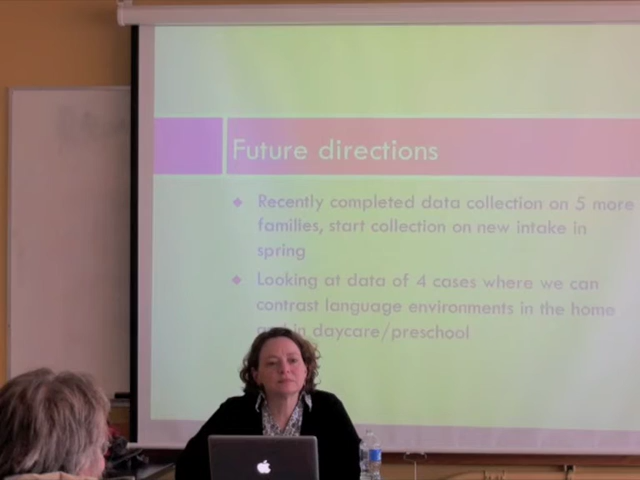 Future directions
Recently completed data collection on 5 more
families, start collection on new intake in
spring
Looking at data of 4 cases where we can
contrast language environments in the home
in daycare/preschool